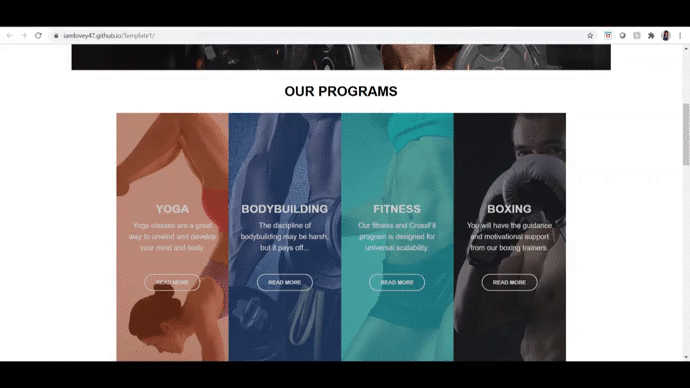 iamlovey47.github.io/Template1/
OUR PROGRAMS
YOGA
Yoga classes are a great
way to unwind and develop
your mind and body
READ MORE
BODYBUILDING
The discipline of
bodybuilding may be harsh,
but it pays off...
READ MORE
FITNESS
Our fitness and CrossFit
program is designed for
universal scalability.
READ MORE
BOXING
You will have the guidance
and motivational support
from our boxing trainers.
READ MORE